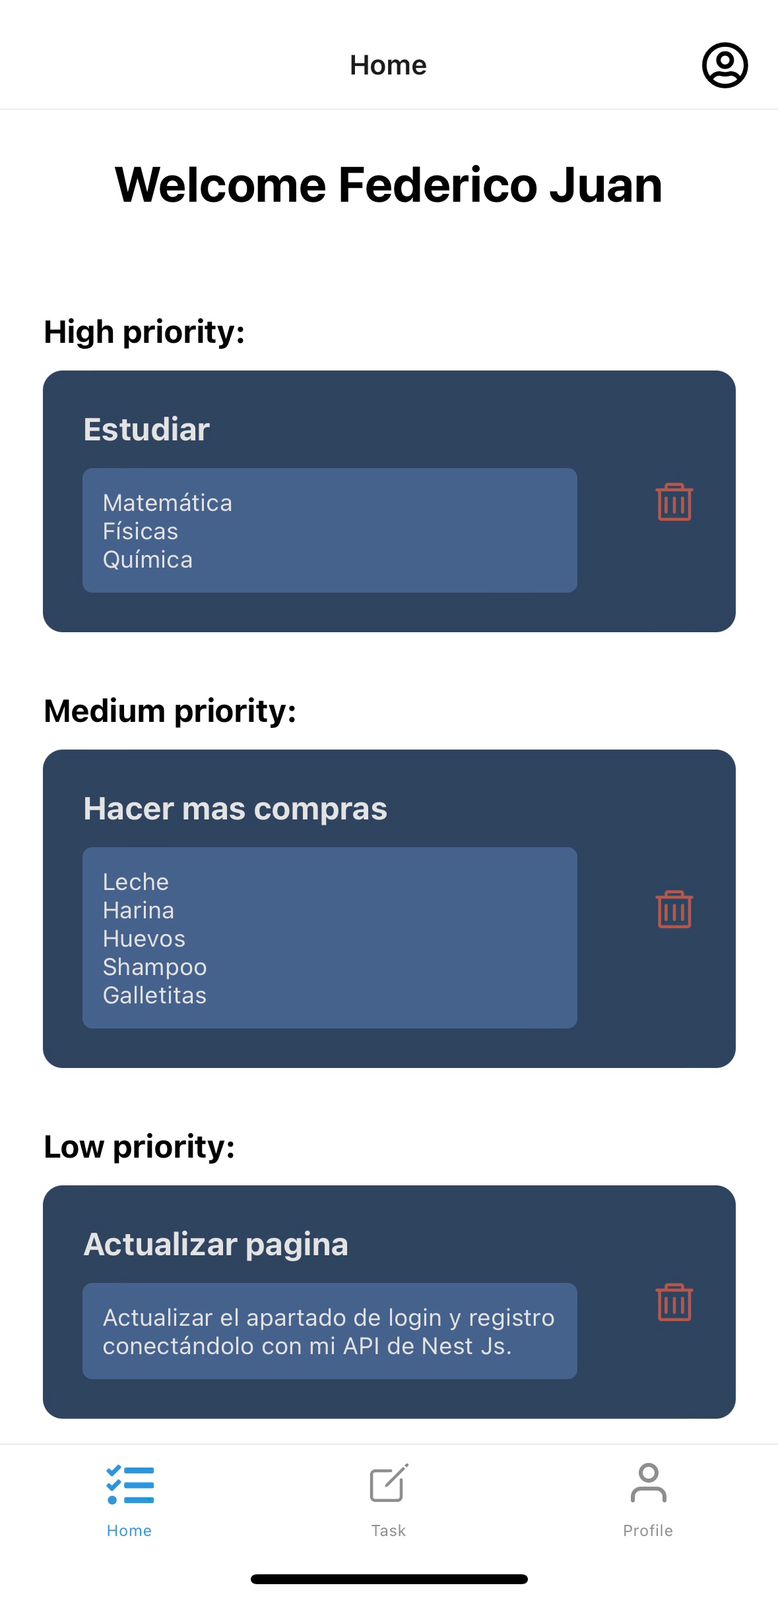 Home
Welcome Federico Juan
High priority:
Estudiar
Matemática
Físicas
Química
Medium priority:
Hacer mas compras
Leche
Harina
Huevos
Shampoo
Galletitas
Low priority:
Actualizar pagina
Actualizar el apartado de login y registro
conectándolo con mi API de Nest Js.
Home
Task
Profile